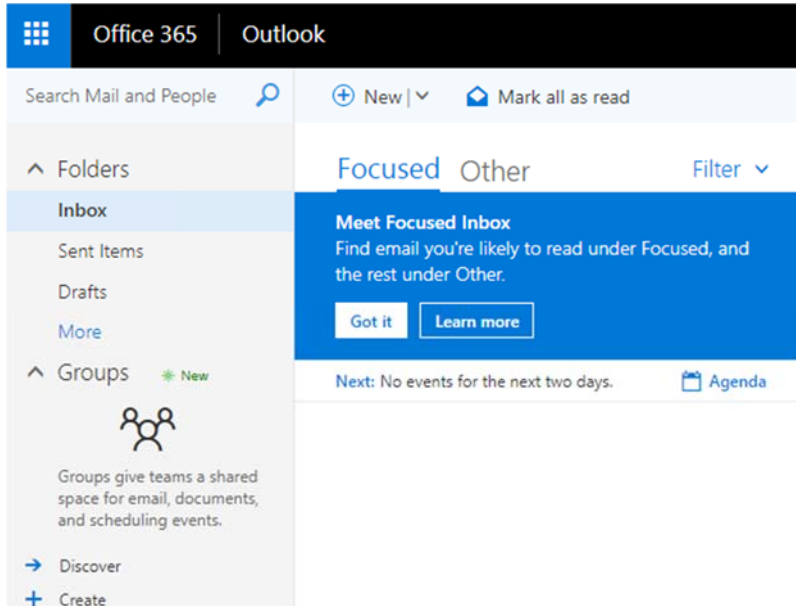 Office 365 Outlook
Search Mail and People
New
Mark all as read
Folders
Inbox
Sent Items
Drafts
More
Groups New
Groups give teams a shared
space for email, documents,
and scheduling events.
Discover
Create
Focused Other Filter
Meet Focused Inbox
Find email you're likely to read under Focused, and
the rest under Other.
Got it Learn more
Next: No events for the next two days. Agenda